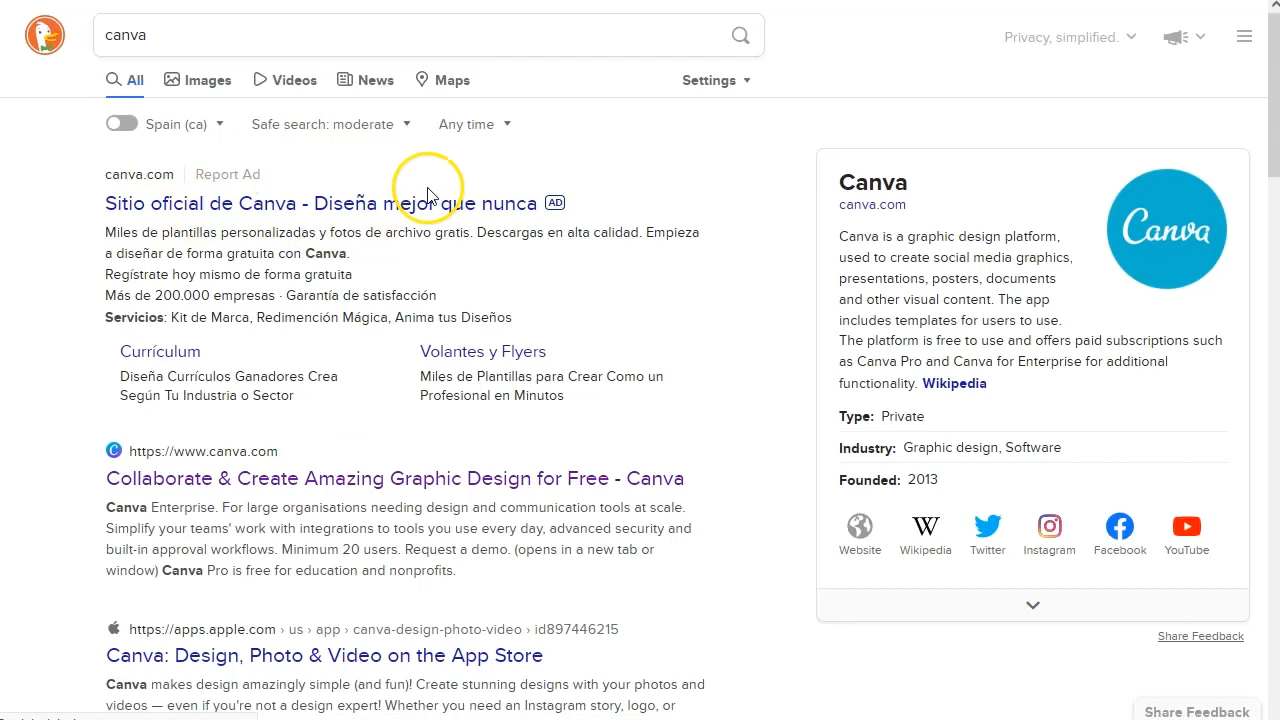 canva
Privacy, simplified.
All Images Videos News Maps Settings
Spain (ca) Safe search: moderate Any time
canva.com Report Ad
Sitio oficial de Canva - Diseña mejor que nunca AD
Miles de plantillas personalizadas y fotos de archivo gratis. Descargas en alta calidad. Empieza
a diseñar de forma gratuita con Canva.
Regístrate hoy mismo de forma gratuita
Más de 200.000 empresas · Garantía de satisfacción
Servicios: Kit de Marca, Redimención Mágica, Anima tus Diseños
Currículum
Diseña Currículos Ganadores Crea
Según Tu Industria o Sector
Volantes y Flyers
Miles de Plantillas para Crear Como un
Profesional en Minutos
https://www.canva.com
Collaborate & Create Amazing Graphic Design for Free - Canva
Canva Enterprise. For large organisations needing design and communication tools at scale.
Simplify your teams' work with integrations to tools you use every day, advanced security and
built-in approval workflows. Minimum 20 users. Request a demo. (opens in a new tab or
window) Canva Pro is free for education and nonprofits.
https://apps.apple.com › us › app › canva-design-photo-video › id897446215
Canva: Design, Photo & Video on the App Store
Canva makes design amazingly simple (and fun)! Create stunning designs with your photos and
videos — even if you're not a design expert! Whether you need an Instagram story, logo, or
Canva
canva.com
Canva
Canva is a graphic design platform,
used to create social media graphics,
presentations, posters, documents
and other visual content. The app
includes templates for users to use.
The platform is free to use and offers paid subscriptions such
as Canva Pro and Canva for Enterprise for additional
functionality. Wikipedia
Type: Private
Industry: Graphic design, Software
Founded: 2013
W
Website Wikipedia Twitter Instagram Facebook YouTube
Share Feedback
Share Feedback